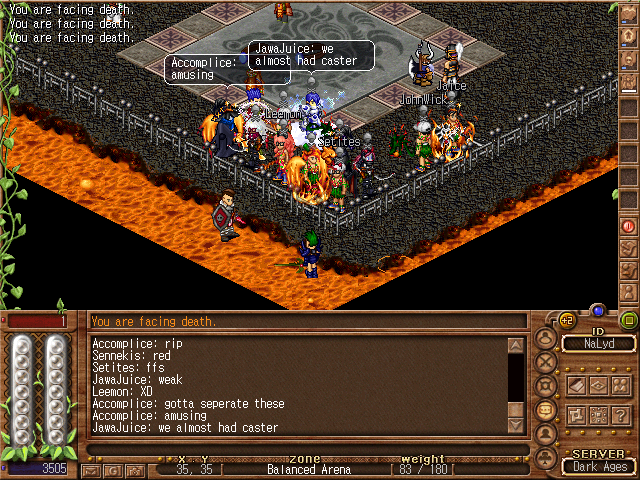 You are facing death.
You are facing death.
You are facing death.
Accomplice:
amusing
JawaJuice: we
almost had caster
Jalce
JohnWick
Leemon
Setites
1
You are facing death.
Accomplice: rip
Sennekis: red
Setites: ffs
JawaJuice: weak
Leemon: XD
Accomplice: gotta seperate these
Accomplice: amusing
JawaJuice: we almost had caster
3505
x . y
zone
weight
35, 35
Balanced Arena
83 / 180
+2
ID
NaLyd
?
SERVER
Dark Ages